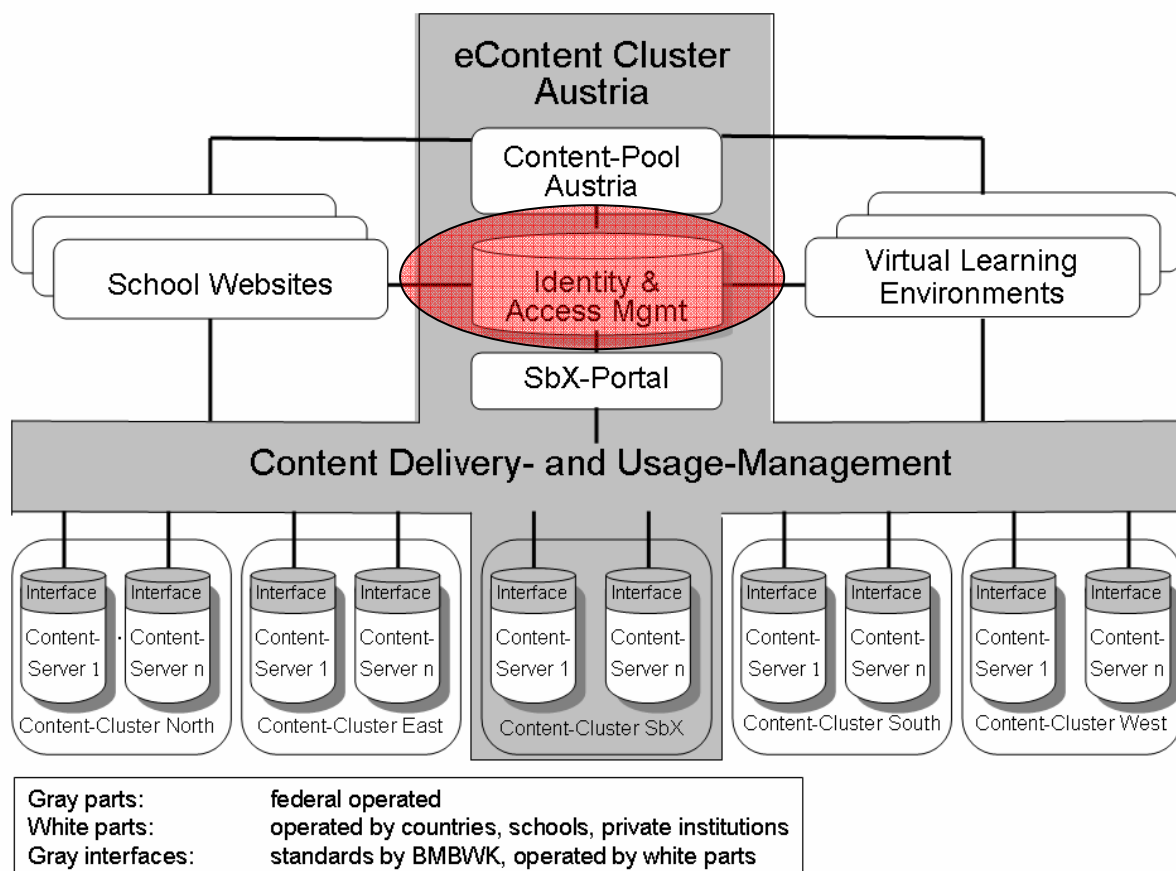 eContent Cluster
Austria
Content-Pool
Austria
School Websites
Identity &
Access Mgmt
Virtual Learning
Environments
SbX-Portal
Content Delivery- and Usage-Management
Interface
Content-
Server 1
Interface
Content-
Server n
Content-Cluster North
Interface
Content-
Server 1
Interface
Content-
Server n
Content-Cluster East
Interface
Content-
Server 1
Interface
Content-
Server n
Content-Cluster SbX
Interface
Content-
Server 1
Interface
Content-
Server n
Content-Cluster South
Interface
Content-
Server 1
Interface
Content-
Server n
Content-Cluster West
Gray parts: federal operated
White parts: operated by countries, schools, private institutions
Gray interfaces: standards by BMBWK, operated by white parts